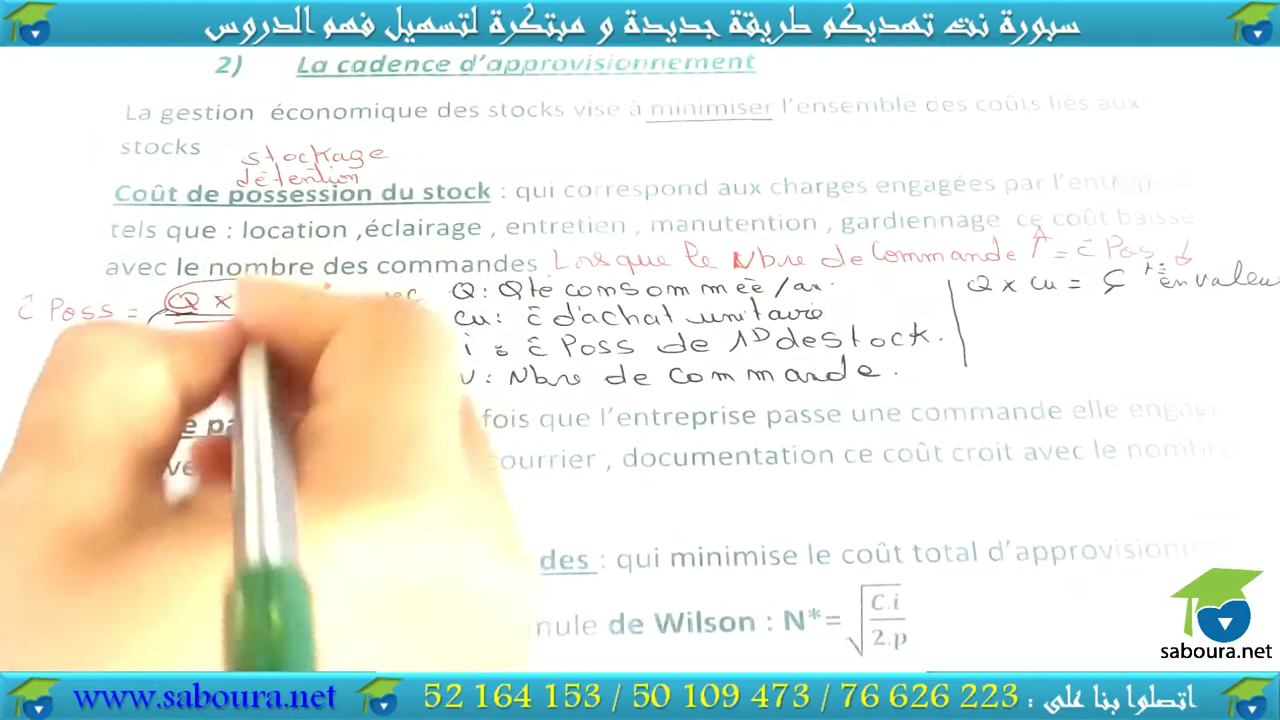 سبورة نت تهديكم طريقة جديدة و مبتكرة لتسهيل فهم الدروس
2) La cadence d'approvisionnement
La gestion économique des stocks vise à minimiser l'ensemble des coûts liés aux
stocks
stockage
détention
Coût de possession du stock : qui correspond aux charges engagées par
tels que : location ,éclairage , entretien , manutention , gardiennage ce coût baisse
avec le nombre des commandes Lorsque le Nbre de Commande ↑ = c̄ Pos ↓
c̄ Poss = Q x
Q : Qté consommée/an.
Q x cu = en valeur
cu : c̄ d'achat unitaire
i : c̄ Poss de 1D de stock.
: Nbre de commande.
fois que l'entreprise passe une commande elle
courrier , documentation ce coût croit avec le
des : qui minimise le coût total
de Wilson : N*= √ C.i / 2.p
saboura.net
www.saboura.net 52 164 153 / 50 109 473 / 76 626 223 اتصلوا بنا على :